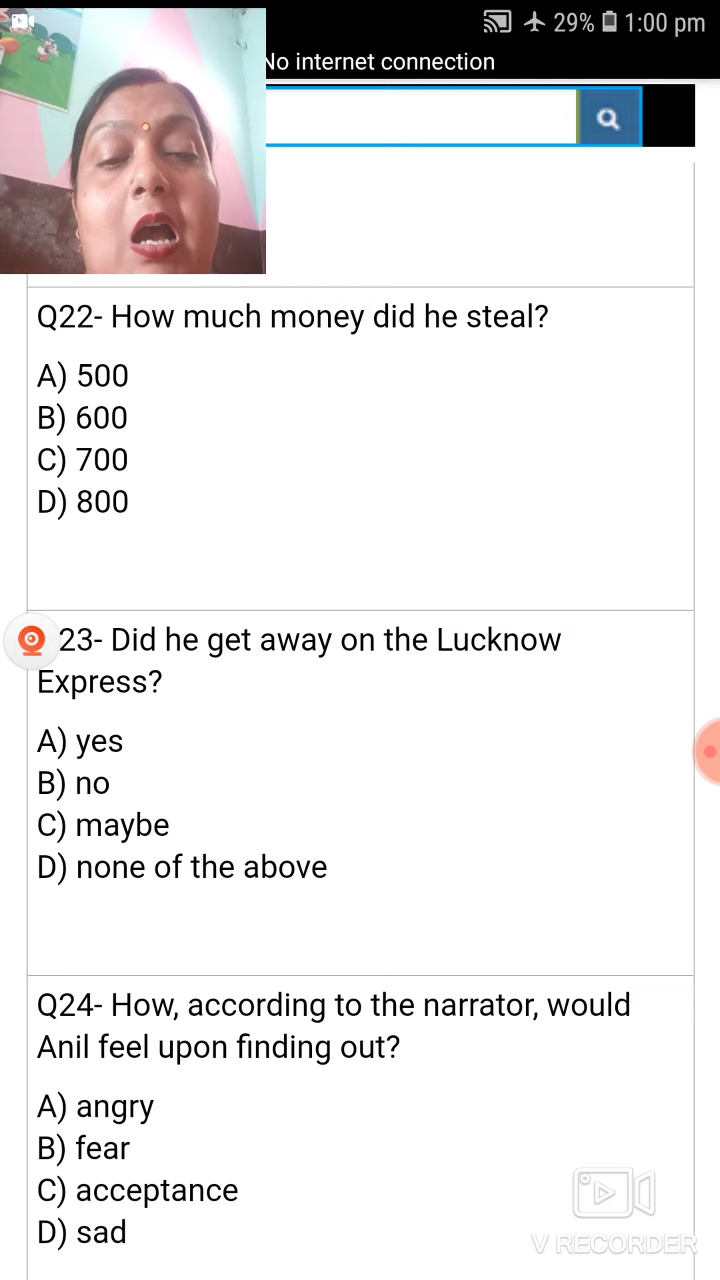 29% 1:00 pm
No internet connection
Q22- How much money did he steal?
A) 500
B) 600
C) 700
D) 800
23- Did he get away on the Lucknow
Express?
A) yes
B) no
C) maybe
D) none of the above
Q24- How, according to the narrator, would
Anil feel upon finding out?
A) angry
B) fear
C) acceptance
D) sad
V RECORDER